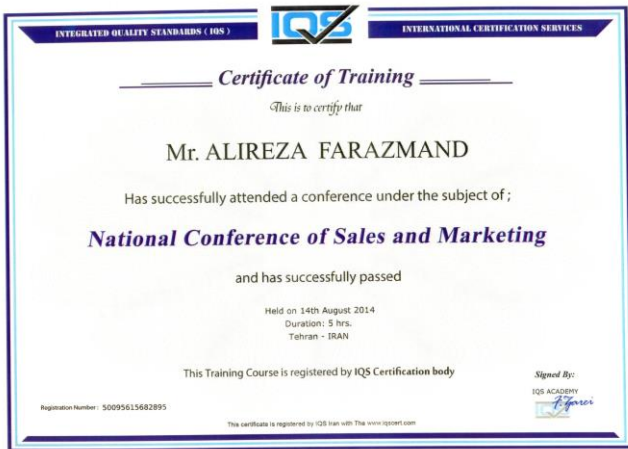 INTEGRATED QUALITY STANDARDS ( IQS )
IQS
INTERNATIONAL CERTIFICATION SERVICES
Certificate of Training
This is to certify that
Mr. ALIREZA FARAZMAND
Has successfully attended a conference under the subject of ;
National Conference of Sales and Marketing
and has successfully passed
Held on 14th August 2014
Duration: 5 hrs.
Tehran - IRAN
This Training Course is registered by IQS Certification body
Signed By:
IQS ACADEMY
F. Zarei
Registration Number : 50095615682895
This certificate is registered by IQS Iran with The www.iqscert.com